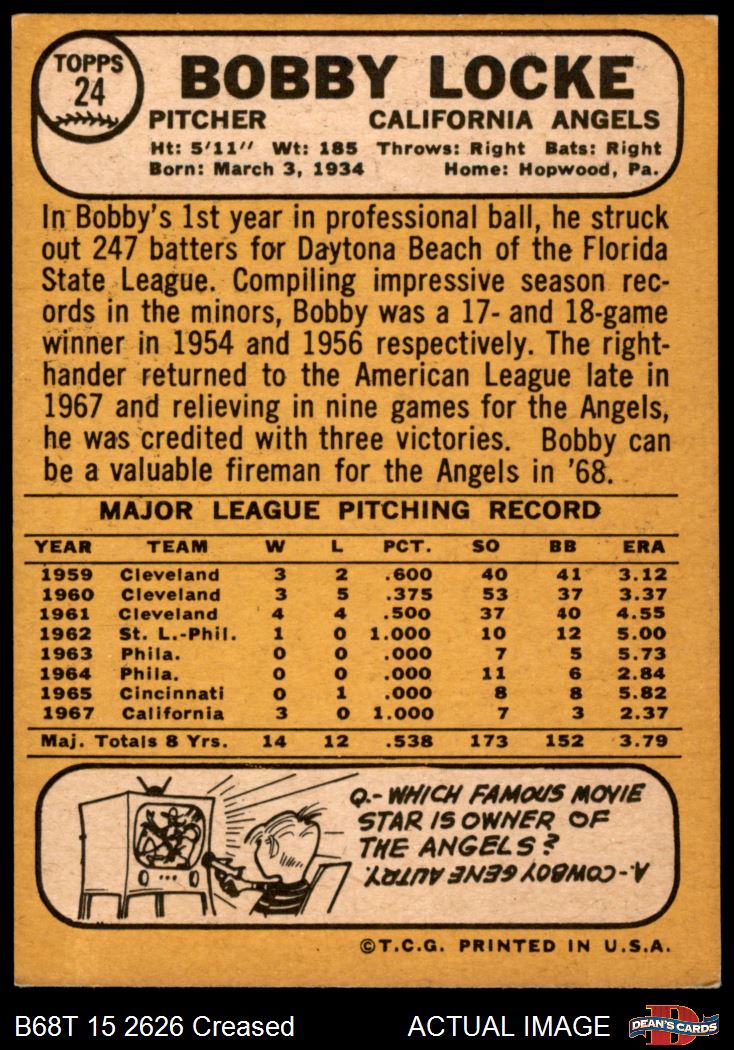 TOPPS
24
BOBBY LOCKE
PITCHER CALIFORNIA ANGELS
Ht: 5'11" Wt: 185 Throws: Right Bats: Right
Born: March 3, 1934 Home: Hopwood, Pa.
In Bobby's 1st year in professional ball, he struck
out 247 batters for Daytona Beach of the Florida
State League. Compiling impressive season rec-
ords in the minors, Bobby was a 17- and 18-game
winner in 1954 and 1956 respectively. The right-
hander returned to the American League late in
1967 and relieving in nine games for the Angels,
he was credited with three victories. Bobby can
be a valuable fireman for the Angels in '68.
MAJOR LEAGUE PITCHING RECORD
YEAR TEAM W L PCT. SO BB ERA
1959 Cleveland 3 2 .600 40 41 3.12
1960 Cleveland 3 5 .375 53 37 3.37
1961 Cleveland 4 4 .500 37 40 4.55
1962 St. L.-Phil. 1 0 1.000 10 12 5.00
1963 Phila. 0 0 .000 7 5 5.73
1964 Phila. 0 0 .000 11 6 2.84
1965 Cincinnati 0 1 .000 8 8 5.82
1967 California 3 0 1.000 7 3 2.37
Maj. Totals 8 Yrs. 14 12 .538 173 152 3.79
Q.- WHICH FAMOUS MOVIE
STAR IS OWNER OF
THE ANGELS?
A.- COWBOY GENE AUTRY.
©T.C.G. PRINTED IN U.S.A.
B68T 15 2626 Creased ACTUAL IMAGE
DEAN'S CARDS